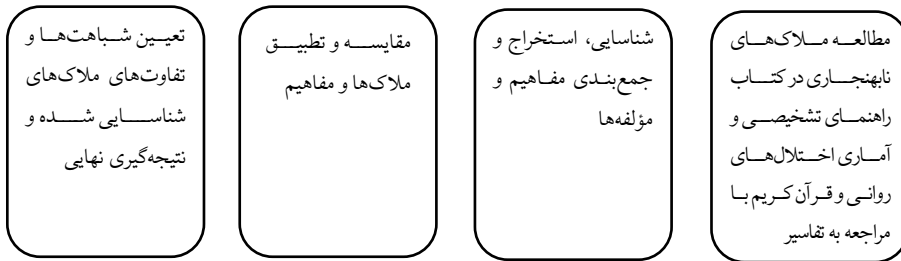 مطالعه ملاک‌های
نابهنجاری در کتاب
راهنمای تشخیصی و
آماری اختلال‌های
روانی و قرآن کریم با
مراجعه به تفاسیر
شناسایی، استخراج و
جمع‌بندی مفاهیم و
مؤلفه‌ها
مقایسه و تطبیق
ملاک‌ها و مفاهیم
تعیین شباهت‌ها و
تفاوت‌های ملاک‌های
شناسایی شده و
نتیجه‌گیری نهایی